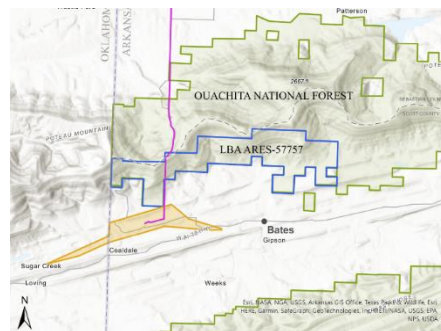 Patterson
OKLAHOMA
ARKANSAS
2667 ft
OUACHITA NATIONAL FOREST
POTEAU MOUNTAIN
LBA ARES-57757
Bates
Gipson
Coaldale
Sugar Creek
Loving
Weeks
N
Esri, NASA, NGA, USGS, Arkansas GIS Office, Texas Parks & Wildlife, Esri,
HERE, Garmin, SafeGraph, GeoTechnologies, Inc, METI/NASA, USGS, EPA,
NPS, USDA